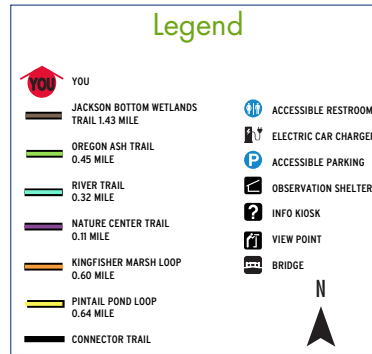 Legend
YOU YOU
JACKSON BOTTOM WETLANDS
TRAIL 1.43 MILE
OREGON ASH TRAIL
0.45 MILE
RIVER TRAIL
0.32 MILE
NATURE CENTER TRAIL
0.11 MILE
KINGFISHER MARSH LOOP
0.60 MILE
PINTAIL POND LOOP
0.64 MILE
CONNECTOR TRAIL
ACCESSIBLE RESTROOM
ELECTRIC CAR CHARGER
P ACCESSIBLE PARKING
OBSERVATION SHELTER
? INFO KIOSK
VIEW POINT
BRIDGE
N